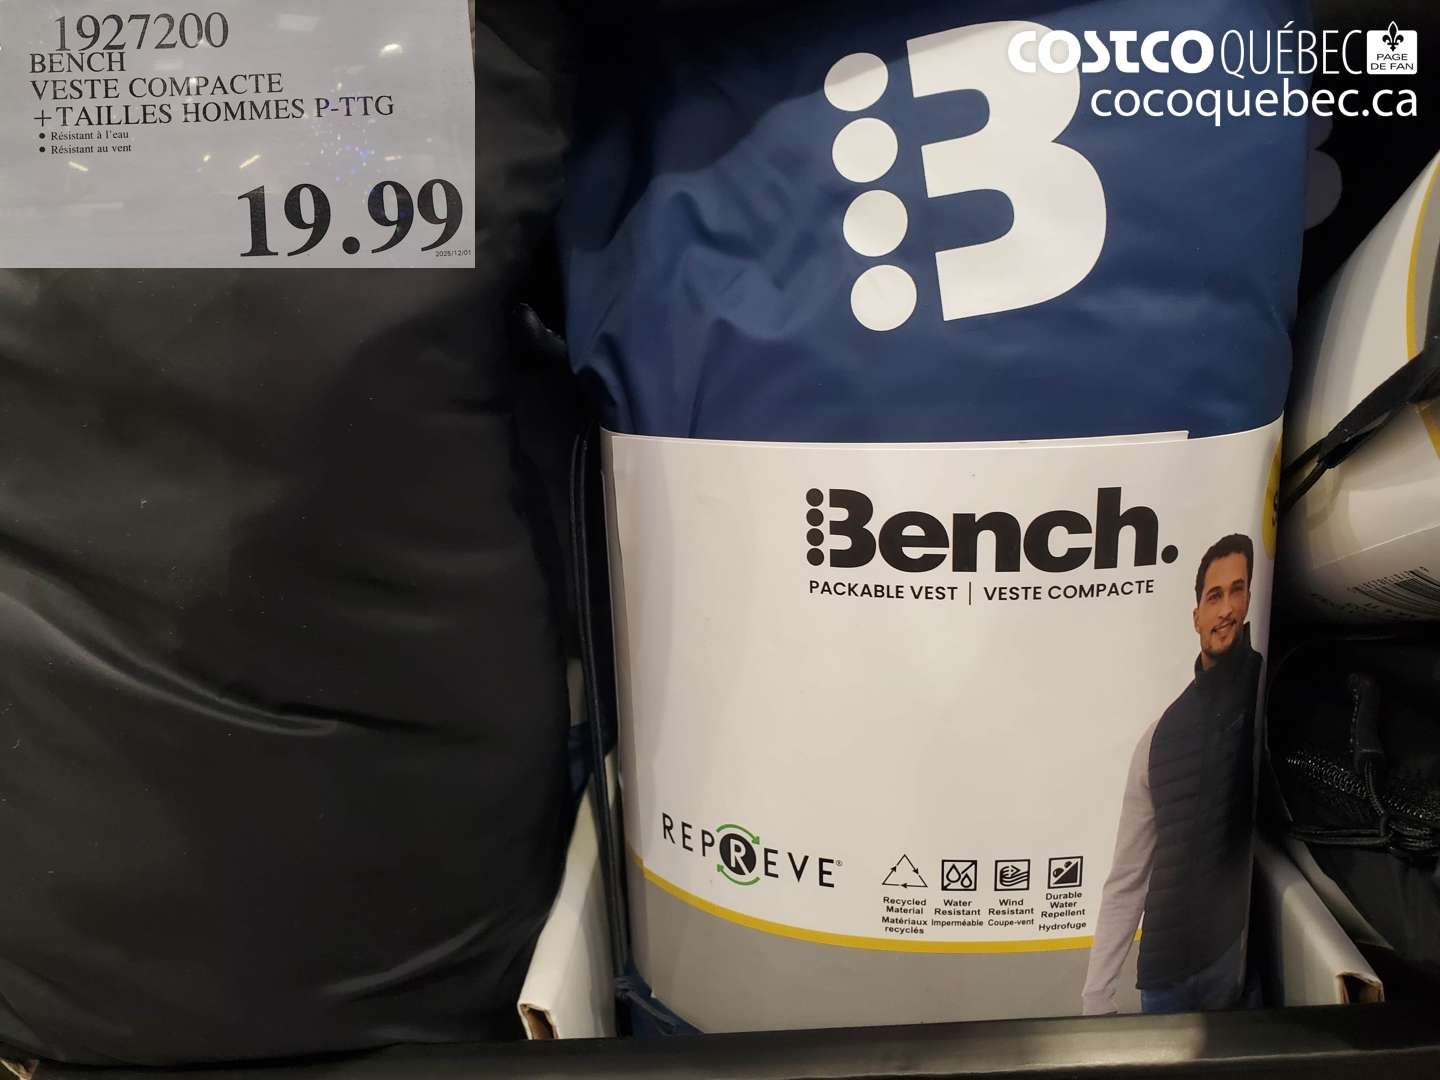 1927200
BENCH
VESTE COMPACTE
+TAILLES HOMMES P-TTG
• Résistant à l'eau
• Résistant au vent
19.99
2025/12/01
COSTCO QUÉBEC
PAGE
DE FAN
cocoquebec.ca
B
Bench.
PACKABLE VEST | VESTE COMPACTE
REPREVE®
Recycled Material
Matériaux recyclés
Water Resistant
Imperméable
Wind Resistant
Coupe-vent
Durable Water Repellent
Hydrofuge